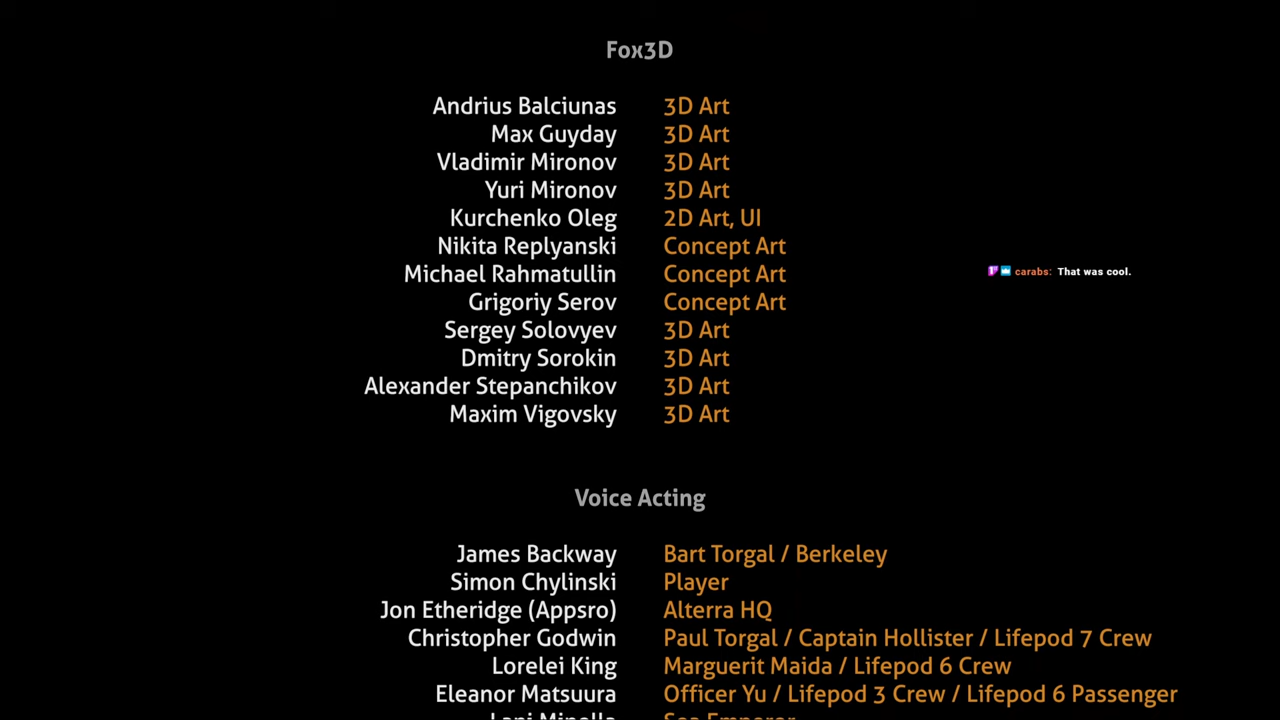 Fox3D
Andrius Balciunas 3D Art
Max Guyday 3D Art
Vladimir Mironov 3D Art
Yuri Mironov 3D Art
Kurchenko Oleg 2D Art, UI
Nikita Replyanski Concept Art
Michael Rahmatullin Concept Art
carabs: That was cool.
Grigoriy Serov Concept Art
Sergey Solovyev 3D Art
Dmitry Sorokin 3D Art
Alexander Stepanchikov 3D Art
Maxim Vigovsky 3D Art
Voice Acting
James Backway Bart Torgal / Berkeley
Simon Chylinski Player
Jon Etheridge (Appsro) Alterra HQ
Christopher Godwin Paul Torgal / Captain Hollister / Lifepod 7 Crew
Lorelei King Marguerit Maida / Lifepod 6 Crew
Eleanor Matsuura Officer Yu / Lifepod 3 Crew / Lifepod 6 Passenger
Lani Minella Sea Emperor